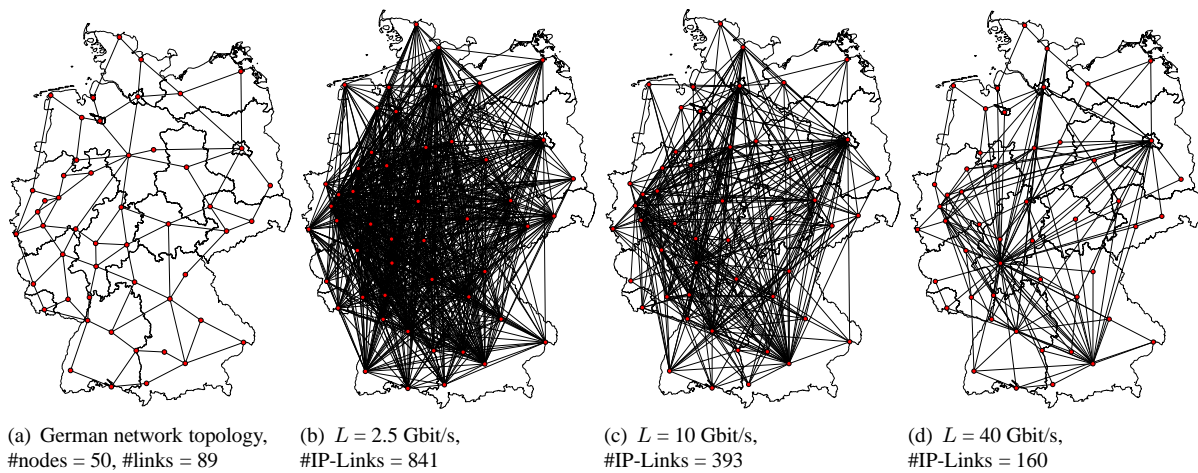 (a) German network topology,
#nodes = 50, #links = 89
(b) L = 2.5 Gbit/s,
#IP-Links = 841
(c) L = 10 Gbit/s,
#IP-Links = 393
(d) L = 40 Gbit/s,
#IP-Links = 160